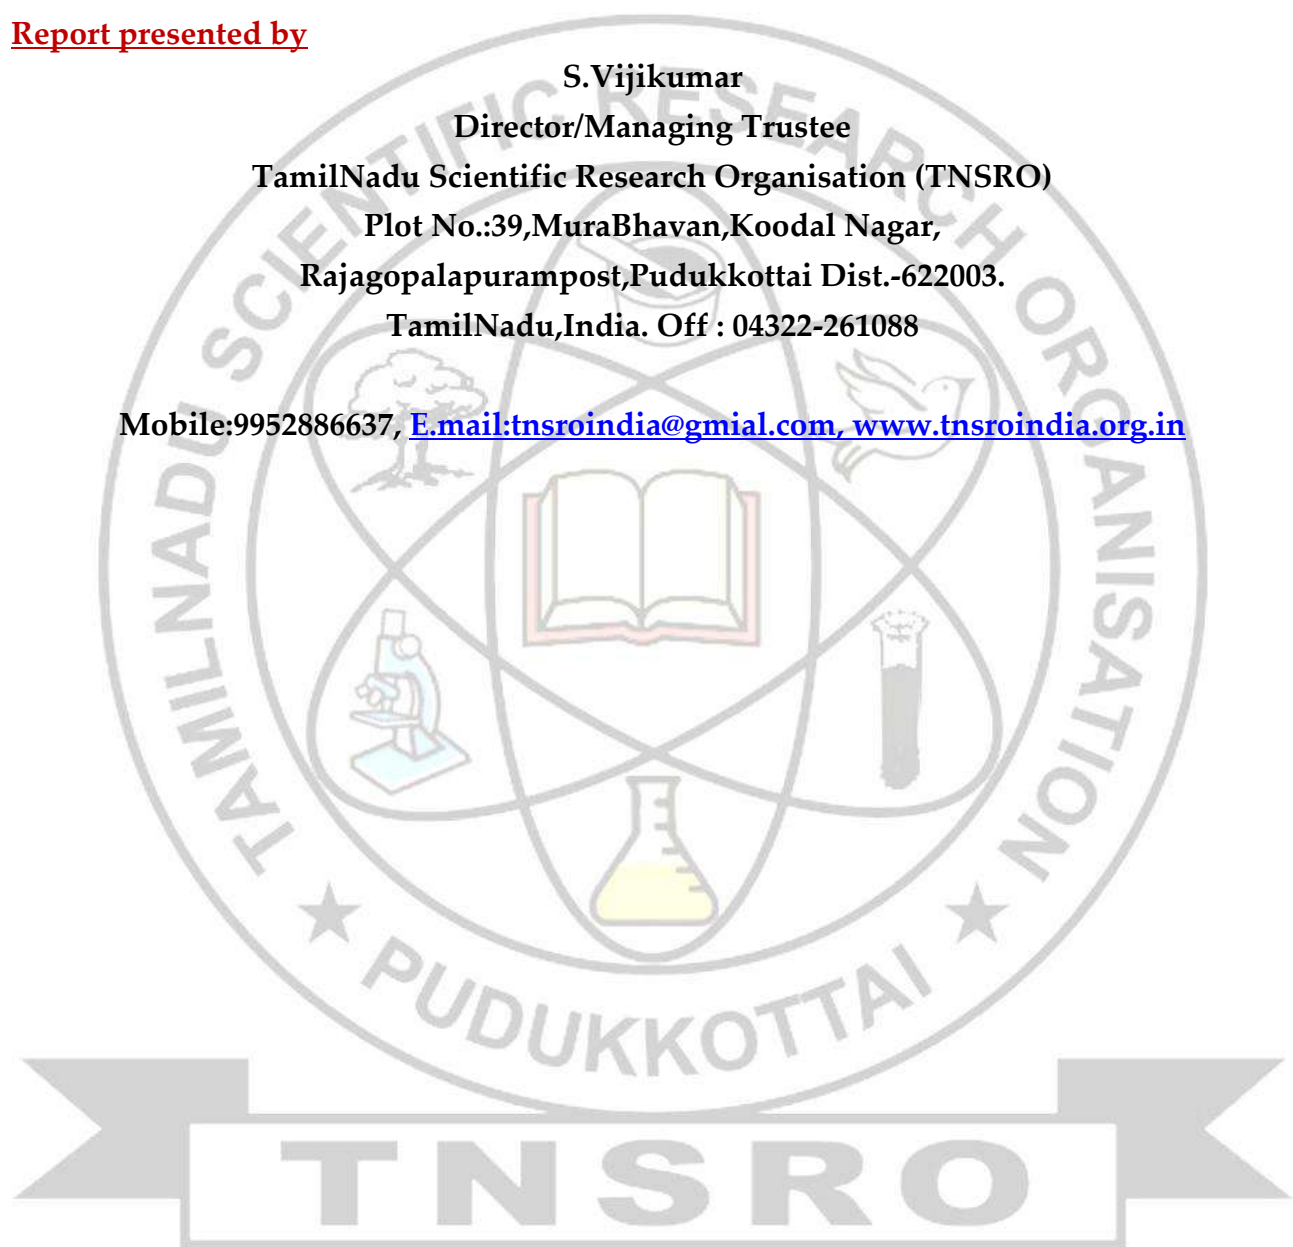 Report presented by
S.Vijikumar
Director/Managing Trustee
TamilNadu Scientific Research Organisation (TNSRO)
Plot No.:39,MuraBhavan,Koodal Nagar,
Rajagopalapurampost,Pudukkottai Dist.-622003.
TamilNadu,India. Off : 04322-261088
Mobile:9952886637, E.mail:tnsroindia@gmial.com, www.tnsroindia.org.in
TAMILNADU SCIENTIFIC RESEARCH ORGANISATION
★ PUDUKKOTTAI ★
TNSRO